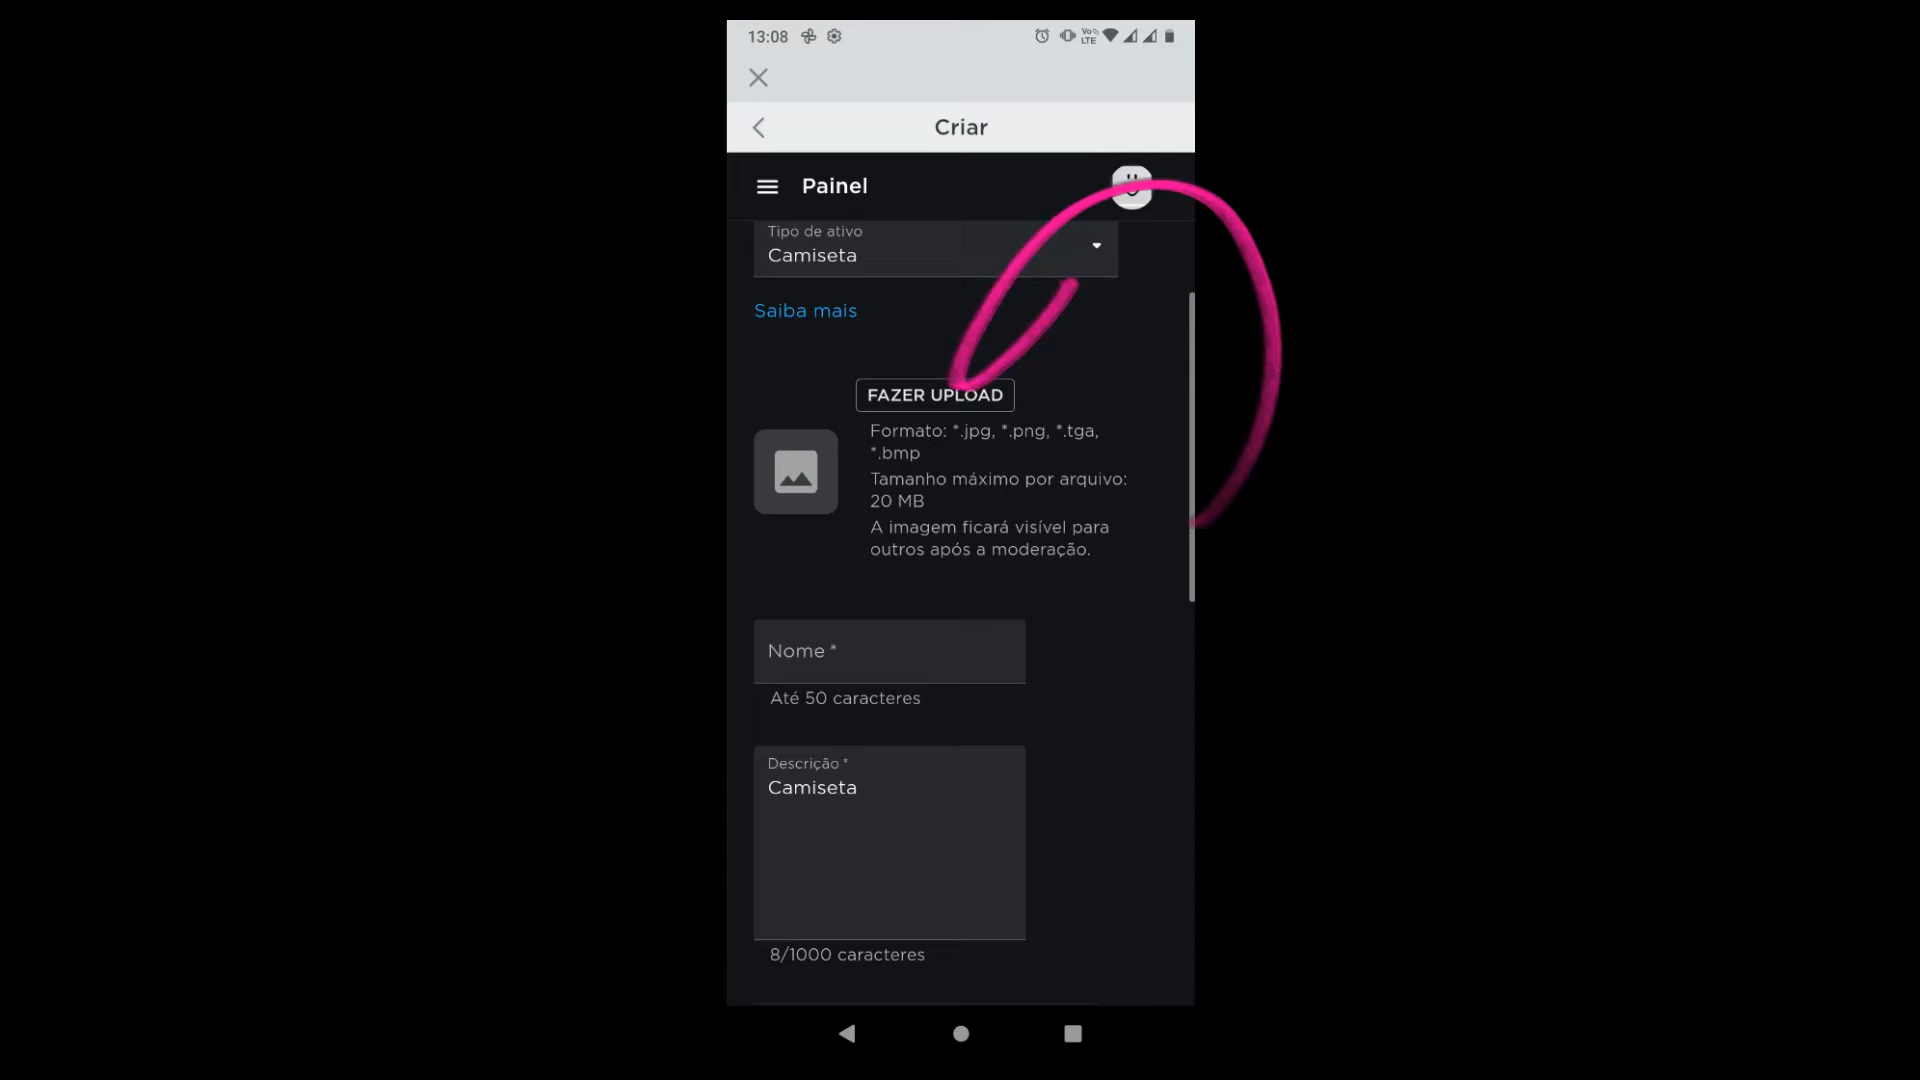 13:08
Vo
LTE
Criar
Painel
Tipo de ativo
Camiseta
Saiba mais
FAZER UPLOAD
Formato: *.jpg, *.png, *.tga,
*.bmp
Tamanho máximo por arquivo:
20 MB
A imagem ficará visível para
outros após a moderação.
Nome *
Até 50 caracteres
Descrição *
Camiseta
8/1000 caracteres